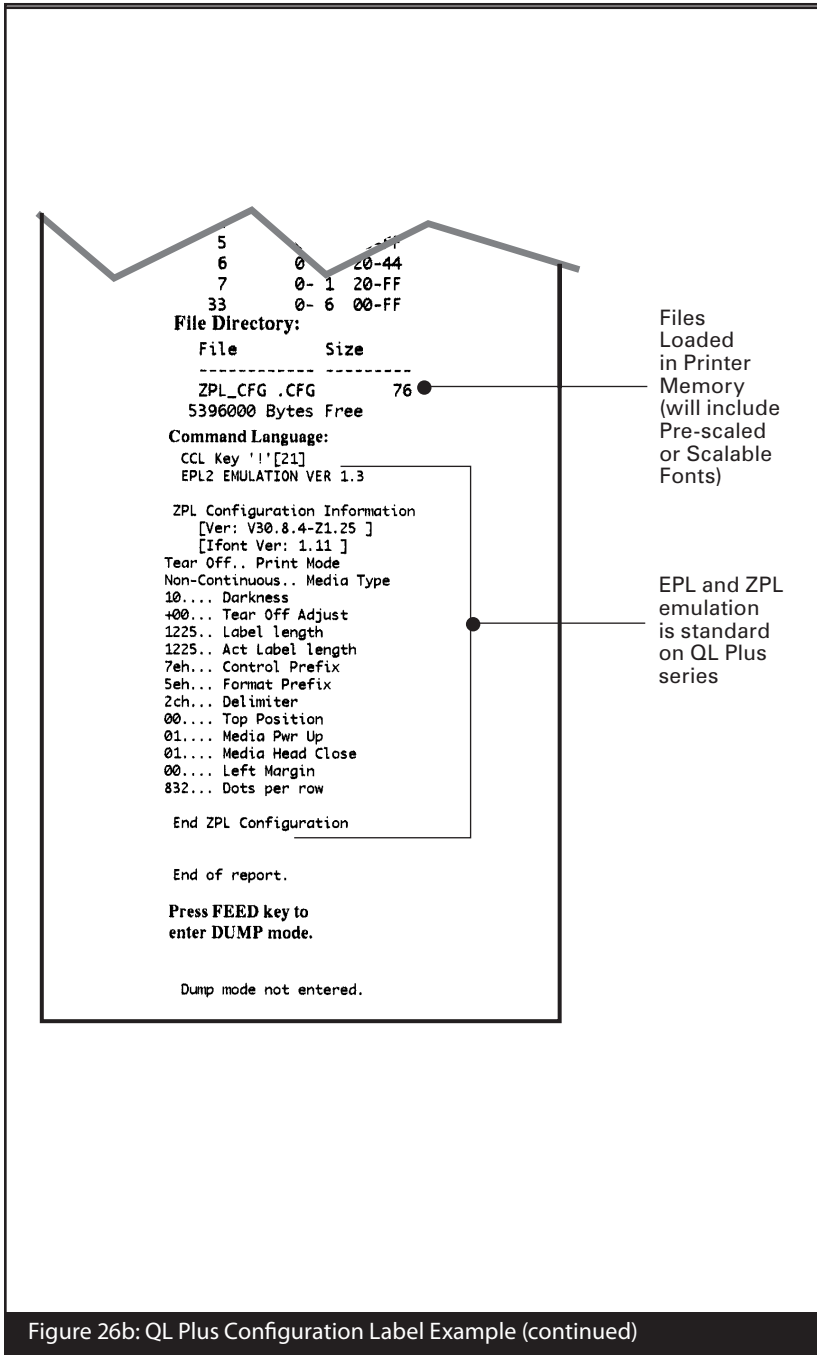 5
6 0 20-44
7 0- 1 20-FF
33 0- 6 00-FF
File Directory:
File Size
------------ ---------
ZPL_CFG .CFG 76
5396000 Bytes Free
Command Language:
CCL Key '!'[21]
EPL2 EMULATION VER 1.3
ZPL Configuration Information
[Ver: V30.8.4-Z1.25 ]
[Ifont Ver: 1.11 ]
Tear Off.. Print Mode
Non-Continuous.. Media Type
10.... Darkness
+00... Tear Off Adjust
1225.. Label length
1225.. Act Label length
7eh... Control Prefix
5eh... Format Prefix
2ch... Delimiter
00.... Top Position
01.... Media Pwr Up
01.... Media Head Close
00.... Left Margin
832... Dots per row
End ZPL Configuration
End of report.
Press FEED key to
enter DUMP mode.
Dump mode not entered.
Files
Loaded
in Printer
Memory
(will include
Pre-scaled
or Scalable
Fonts)
EPL and ZPL
emulation
is standard
on QL Plus
series
Figure 26b: QL Plus Configuration Label Example (continued)